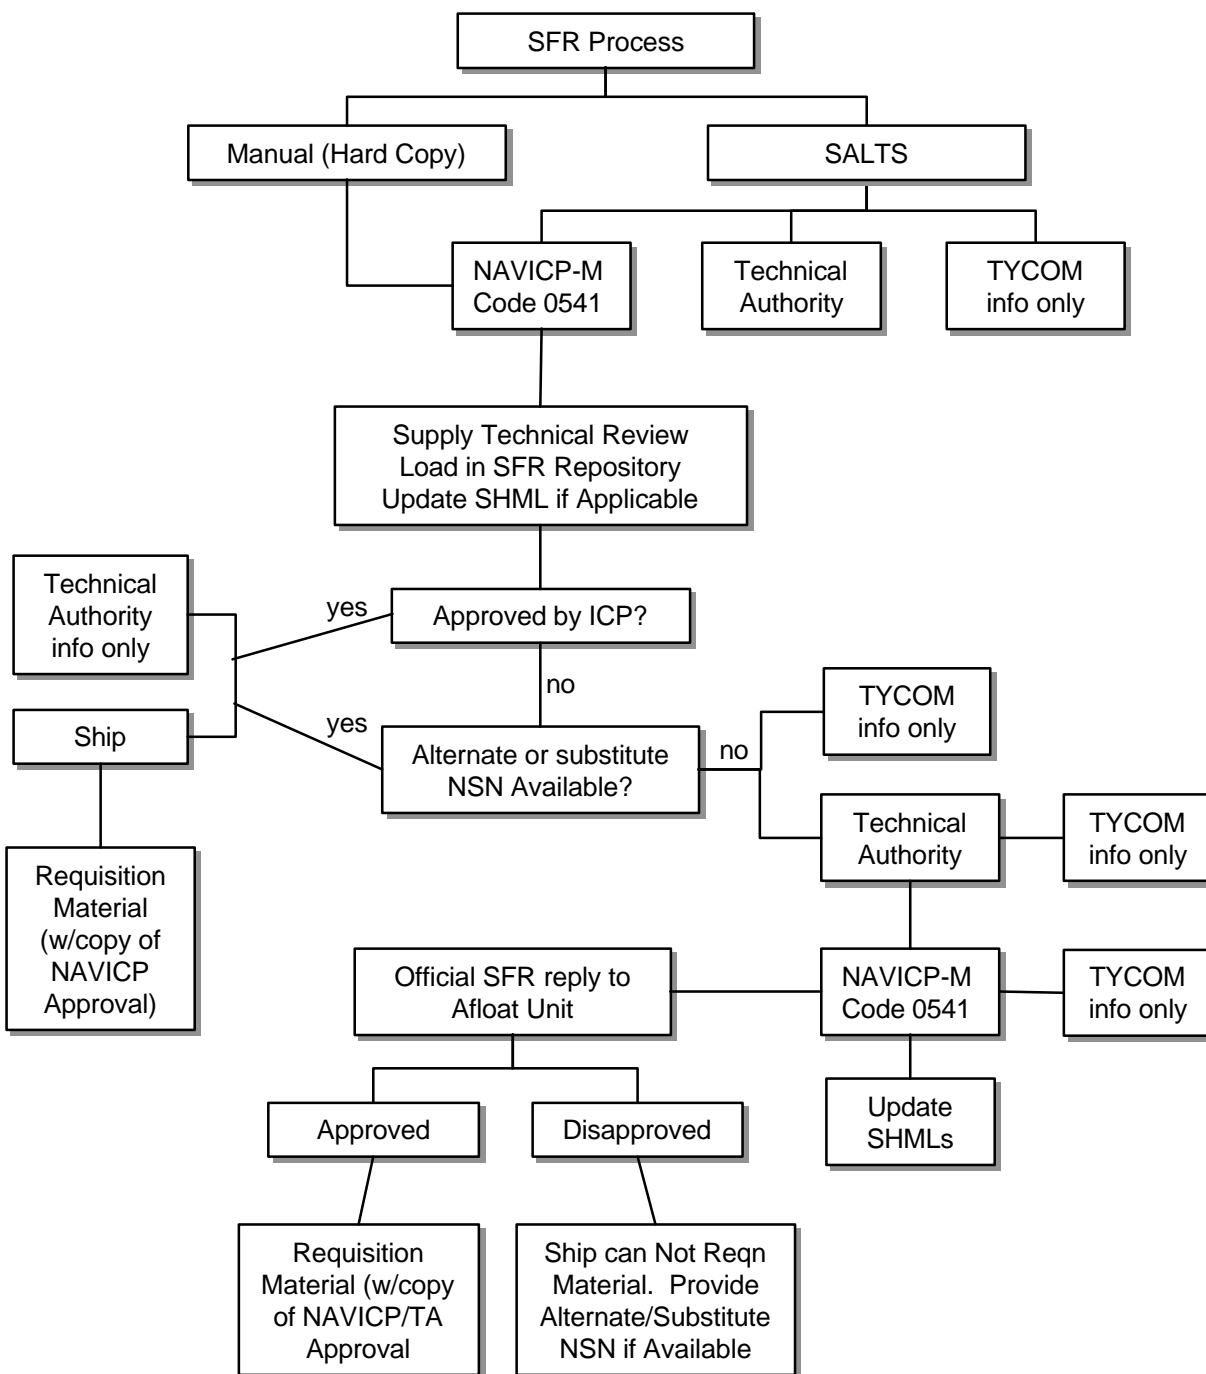 SFR Process
Manual (Hard Copy)
SALTS
NAVICP-M
Code 0541
Technical
Authority
TYCOM
info only
Supply Technical Review
Load in SFR Repository
Update SHML if Applicable
Technical
Authority
info only
yes
Approved by ICP?
no
Ship
yes
Alternate or substitute
NSN Available?
no
TYCOM
info only
Technical
Authority
TYCOM
info only
Requisition
Material
(w/copy of
NAVICP
Approval)
Official SFR reply to
Afloat Unit
NAVICP-M
Code 0541
TYCOM
info only
Update
SHMLs
Approved
Disapproved
Requisition
Material (w/copy
of NAVICP/TA
Approval
Ship can Not Reqn
Material.  Provide
Alternate/Substitute
NSN if Available